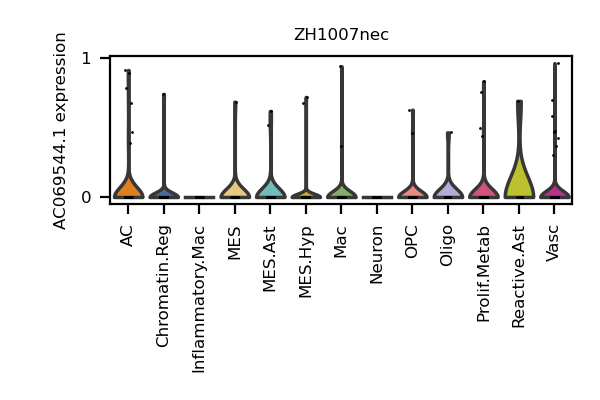 ZH1007nec
AC069544.1 expression
1
0
AC
Chromatin.Reg
Inflammatory.Mac
MES
MES.Ast
MES.Hyp
Mac
Neuron
OPC
Oligo
Prolif.Metab
Reactive.Ast
Vasc